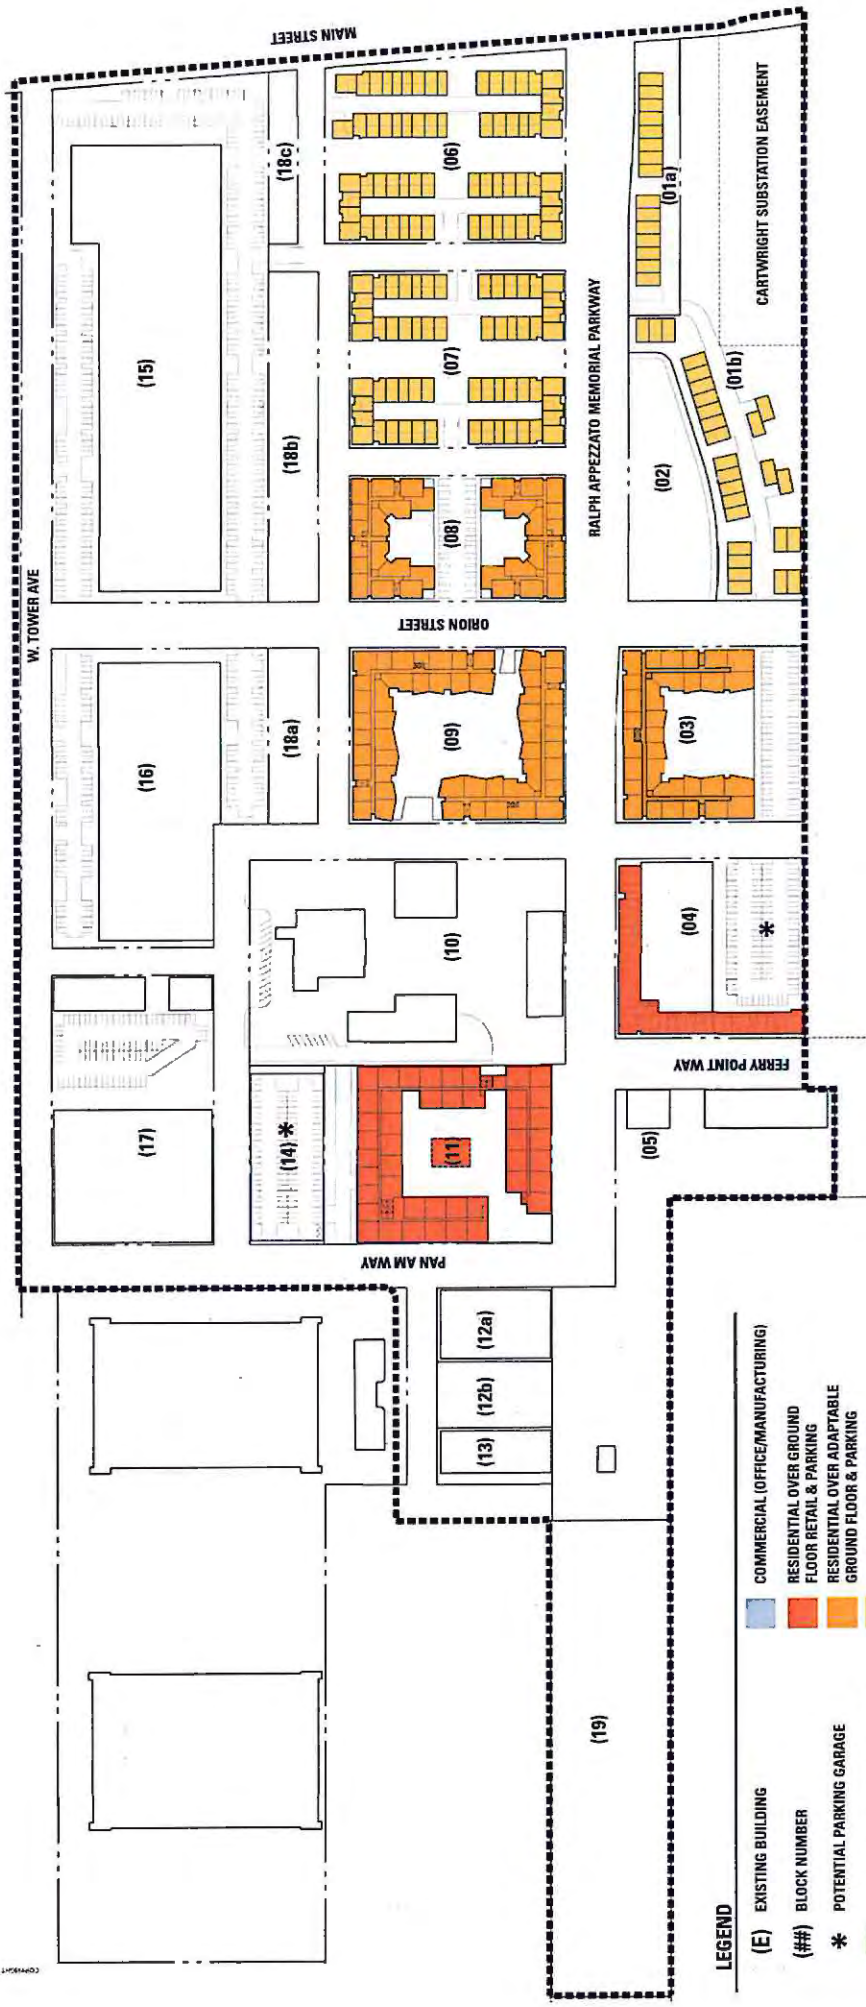 COPYRIGHT
W. TOWER AVE
MAIN STREET
(17)
(16)
(15)
(14) *
(18a)
(18b)
(18c)
PAN AM WAY
(11)
(10)
(09)
(08)
(07)
(06)
ORION STREET
(12a)
(12b)
(13)
RALPH APPEZZATO MEMORIAL PARKWAY
(19)
(05)
FERRY POINT WAY
(04)
*
(03)
(02)
(01a)
(01b)
CARTWRIGHT SUBSTATION EASEMENT
LEGEND
(E) EXISTING BUILDING
(##) BLOCK NUMBER
* POTENTIAL PARKING GARAGE
COMMERCIAL (OFFICE/MANUFACTURING)
RESIDENTIAL OVER GROUND
FLOOR RETAIL & PARKING
RESIDENTIAL OVER ADAPTABLE
GROUND FLOOR & PARKING